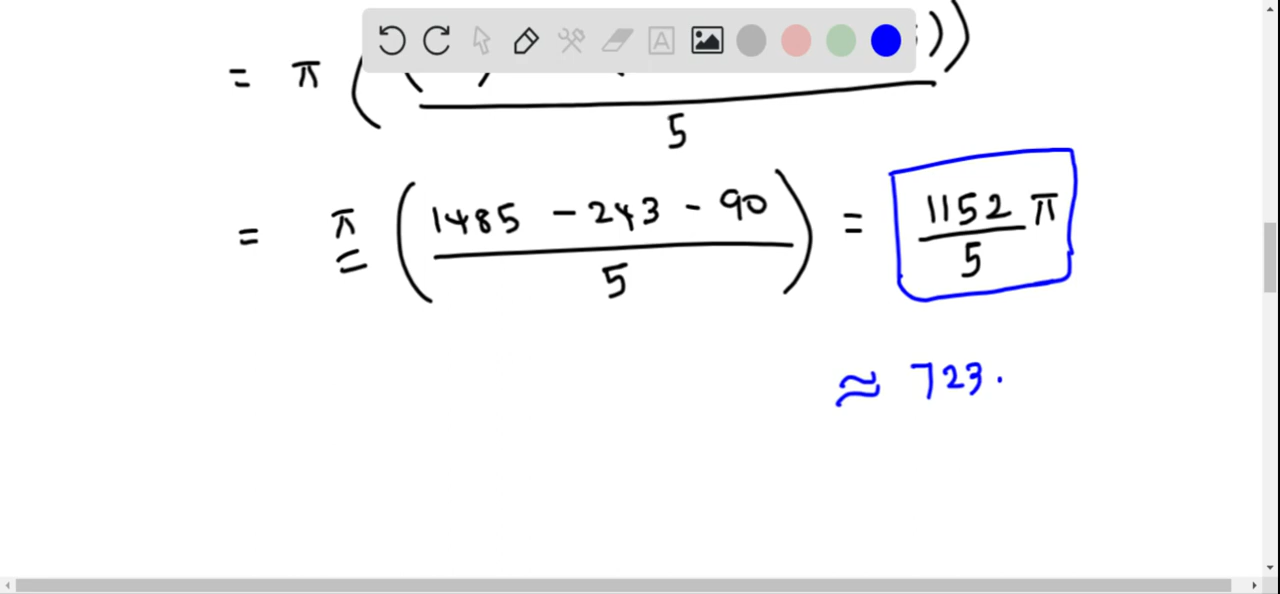 = π ( ))
5
= π ( 1485 - 243 - 90 ) = 1152 π
5 5
≈ 723.